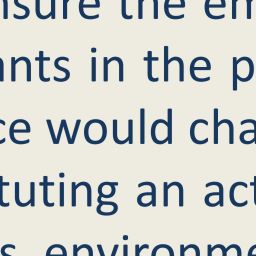 nsure the em
ants in the p
ce would cha
tuting an act
s, environme